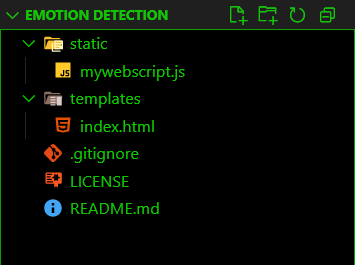 EMOTION DETECTION
static
JS mywebscript.js
templates
index.html
.gitignore
LICENSE
README.md